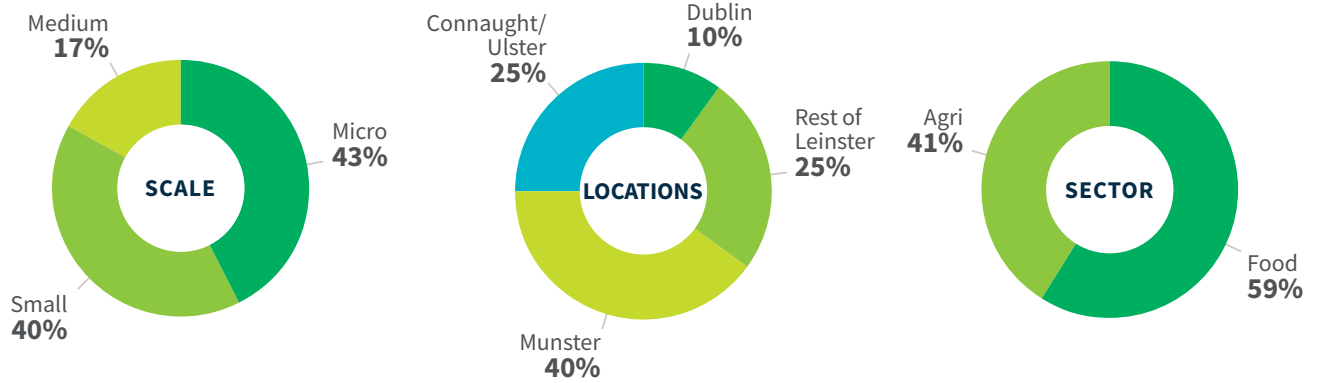 Medium
17%
Micro
43%
SCALE
Small
40%
Connaught/
Ulster
25%
Dublin
10%
Rest of
Leinster
25%
LOCATIONS
Munster
40%
Agri
41%
SECTOR
Food
59%